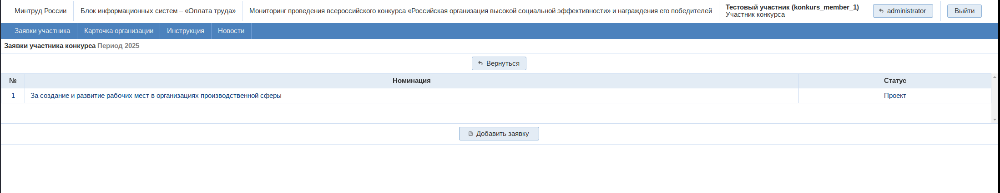 Минтруд России
Блок информационных систем – «Оплата труда»
Мониторинг проведения всероссийского конкурса «Российская организация высокой социальной эффективности» и награждения его победителей
Тестовый участник (konkurs_member_1)
Участник конкурса
administrator
Выйти
Заявки участника
Карточка организации
Инструкция
Новости
Заявки участника конкурса Период 2025
Вернуться
№ Номинация Статус
1 За создание и развитие рабочих мест в организациях производственной сферы Проект
Добавить заявку